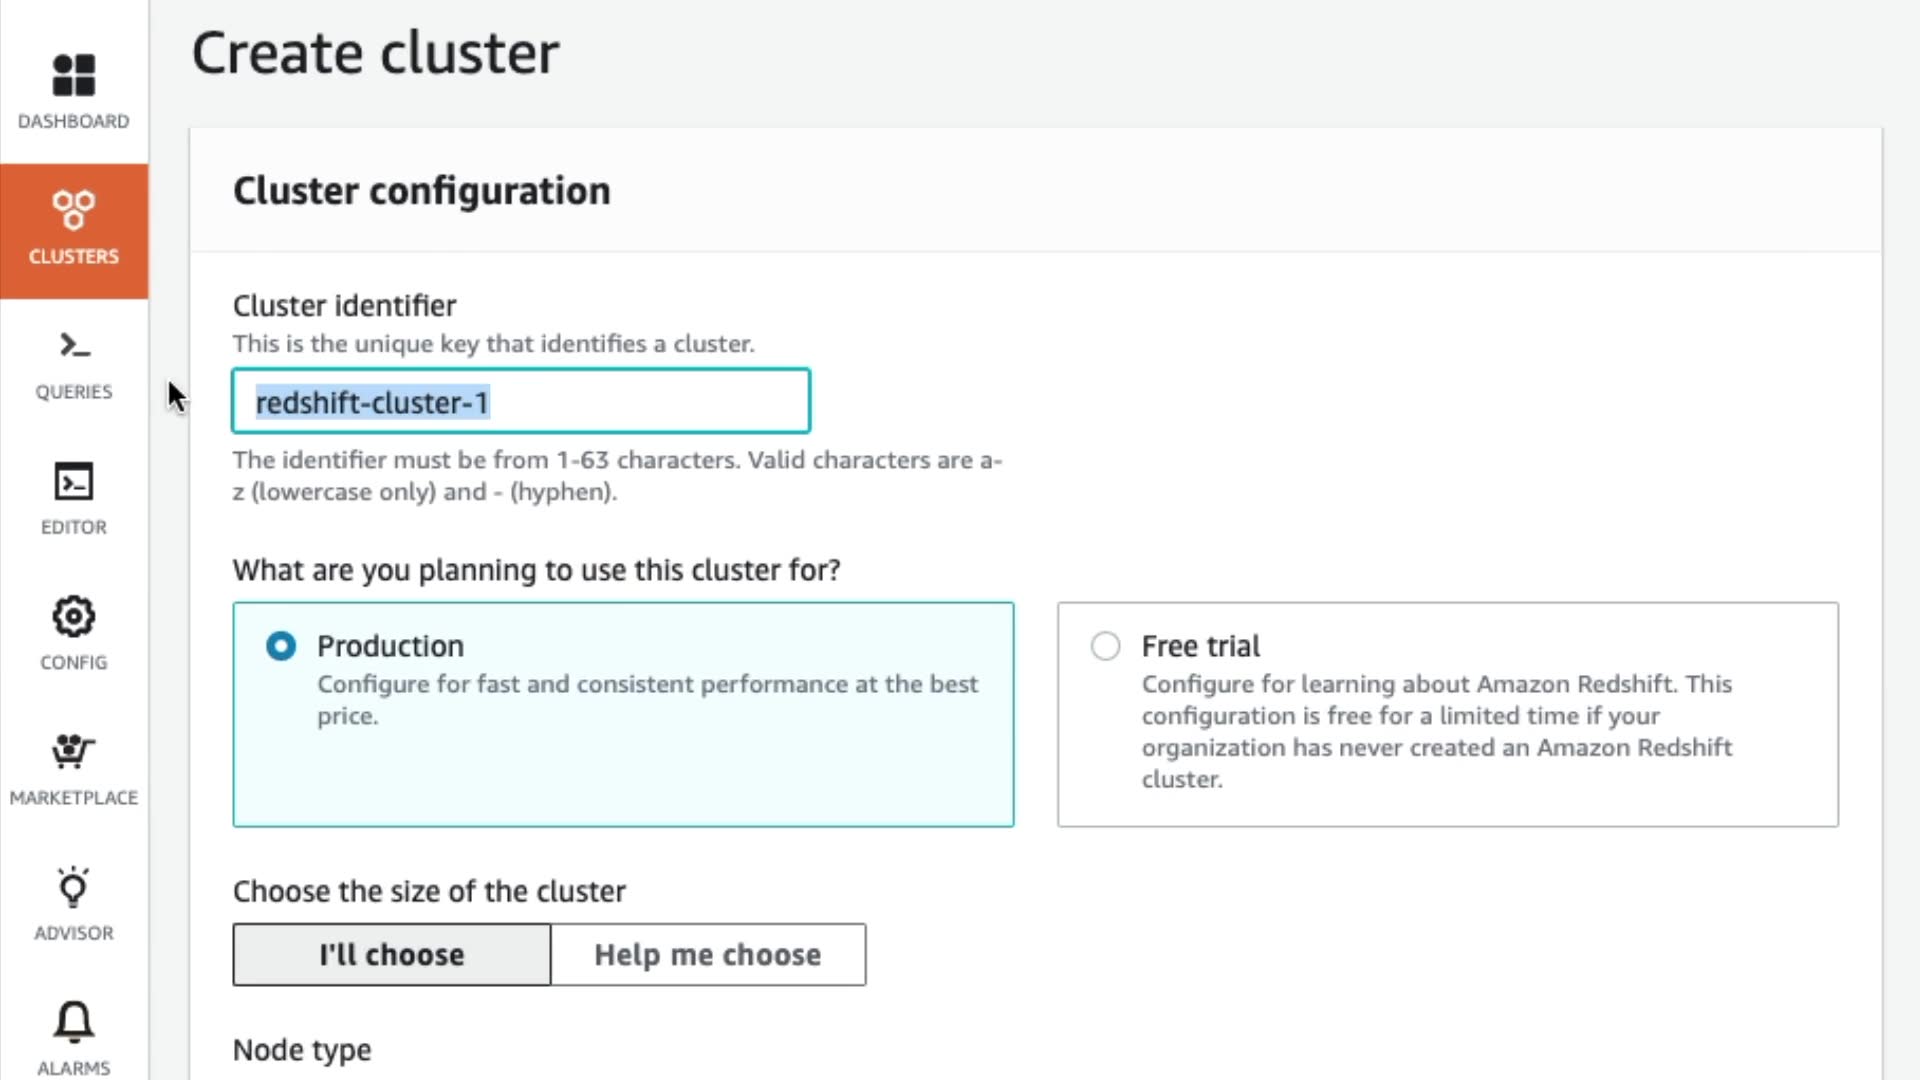 Create cluster
DASHBOARD
CLUSTERS
QUERIES
EDITOR
CONFIG
MARKETPLACE
ADVISOR
ALARMS
Cluster configuration
Cluster identifier
This is the unique key that identifies a cluster.
redshift-cluster-1
The identifier must be from 1-63 characters. Valid characters are a-
z (lowercase only) and - (hyphen).
What are you planning to use this cluster for?
Production
Configure for fast and consistent performance at the best
price.
Free trial
Configure for learning about Amazon Redshift. This
configuration is free for a limited time if your
organization has never created an Amazon Redshift
cluster.
Choose the size of the cluster
I'll choose
Help me choose
Node type